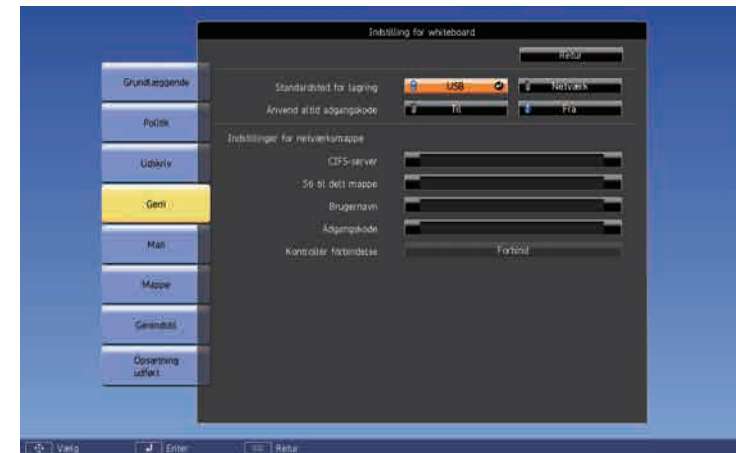 Indstilling for whiteboard
Retur
Grundlæggende
Politik
Udskriv
Gem
Mail
Mappe
Genindstil.
Opsætning
udført
Standardsted for lagring
USB
Netværk
Anvend altid adgangskode
Til
Fra
Indstillinger for netværksmappe
CIFS-server
Sti til delt mappe
Brugernavn
Adgangskode
Kontrollér forbindelse
Forbind
Vælg
Enter
Retur